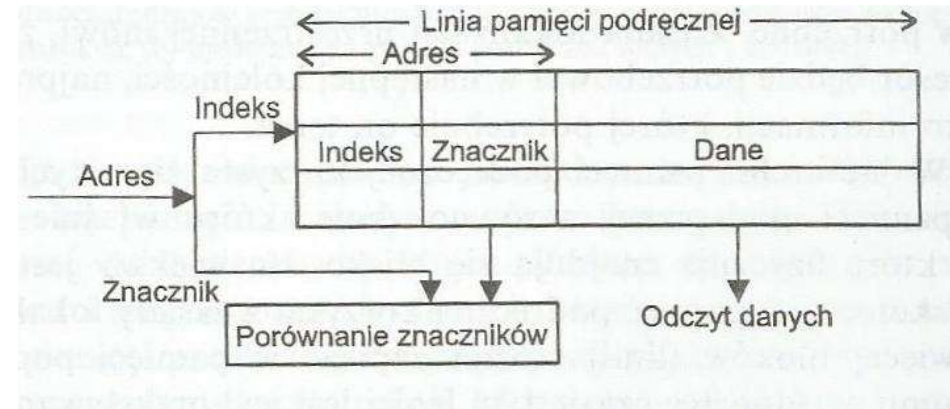 Linia pamięci podręcznej
Adres
Indeks
Indeks Znacznik Dane
Adres
Znacznik
Porównanie znaczników
Odczyt danych